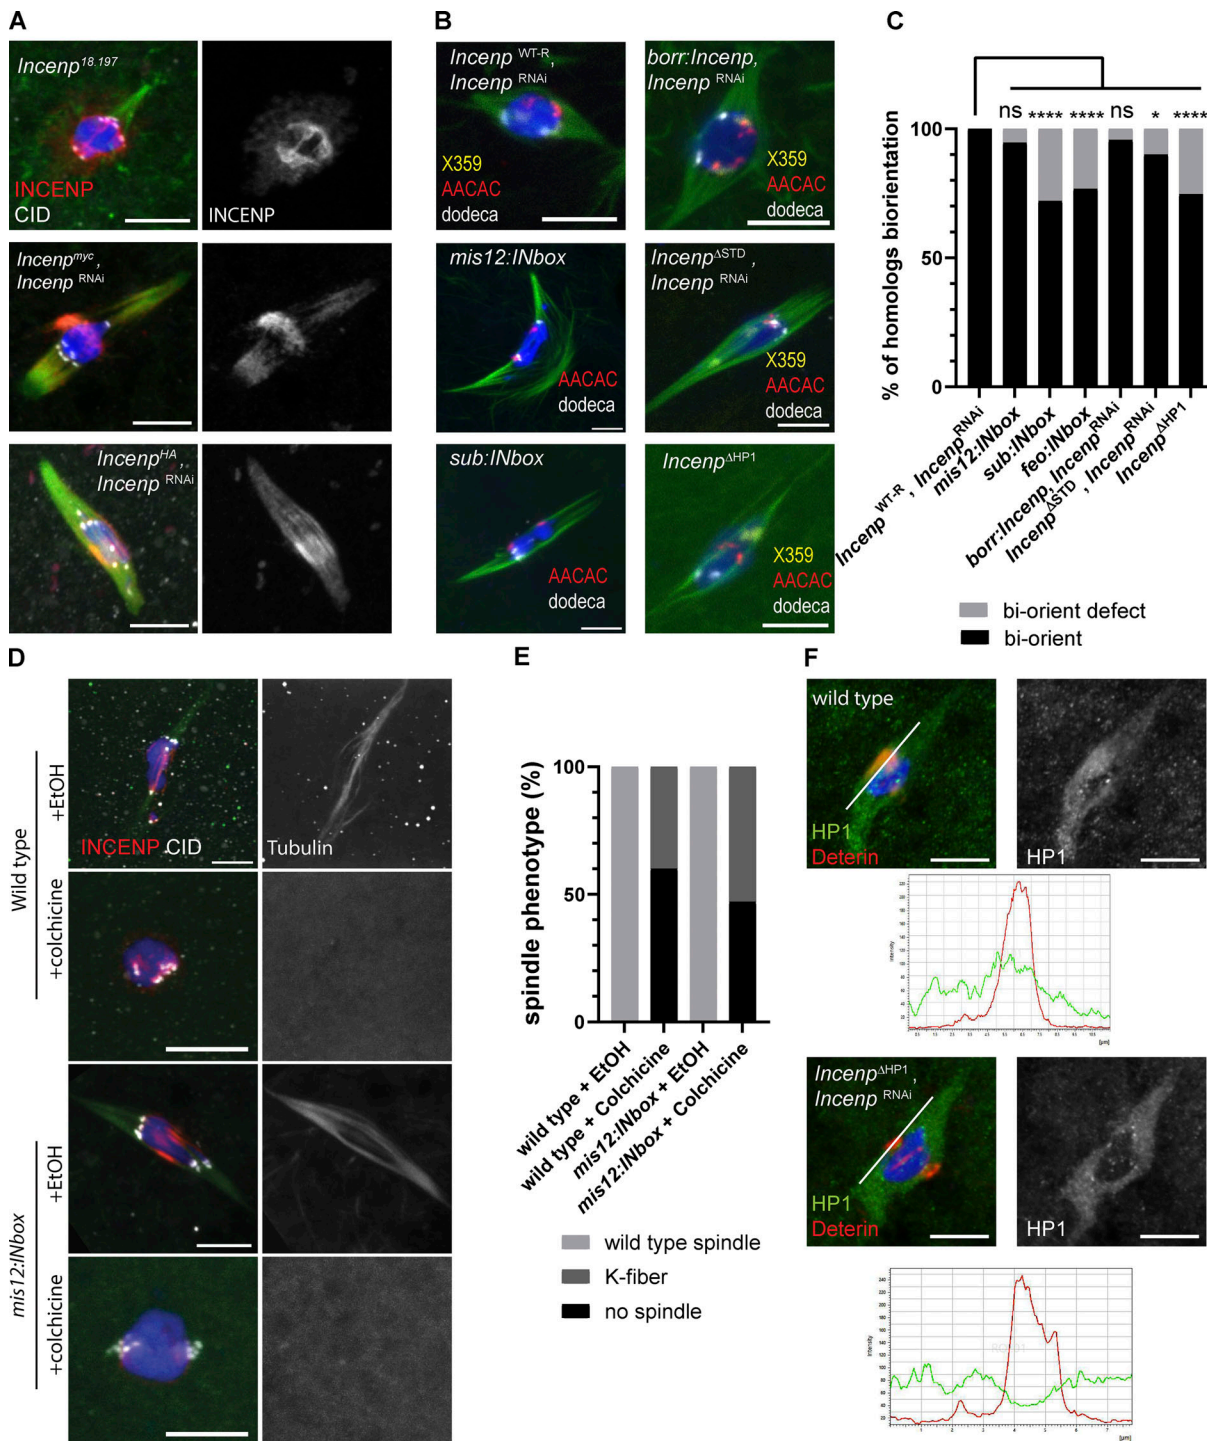 A
Incenp18.197
INCENP
CID
INCENP
Incenpmyc,
Incenp RNAi
IncenpHA,
Incenp RNAi
B
Incenp WT-R,
Incenp RNAi
X359
AACAC
dodeca
borr:Incenp,
Incenp RNAi
X359
AACAC
dodeca
mis12:INbox
AACAC
dodeca
IncenpΔSTD,
Incenp RNAi
X359
AACAC
dodeca
sub:INbox
AACAC
dodeca
IncenpΔHP1
X359
AACAC
dodeca
C
ns **** **** ns * ****
% of homologs biorientation
100
50
0
Incenp WT-R, Incenp RNAi
mis12:INbox
sub:INbox
feo:INbox
borr:Incenp, Incenp RNAi
IncenpΔSTD, Incenp RNAi
IncenpΔHP1
bi-orient defect
bi-orient
D
Wild type
+EtOH
INCENP CID
Tubulin
+colchicine
mis12:INbox
+EtOH
+colchicine
E
spindle phenotype (%)
100
50
0
wild type + EtOH
wild type + Colchicine
mis12:INbox + EtOH
mis12:INbox + Colchicine
wild type spindle
K-fiber
no spindle
F
wild type
HP1
Deterin
HP1
Intensity
[µm]
IncenpΔHP1,
Incenp RNAi
HP1
Deterin
HP1
Intensity
[µm]